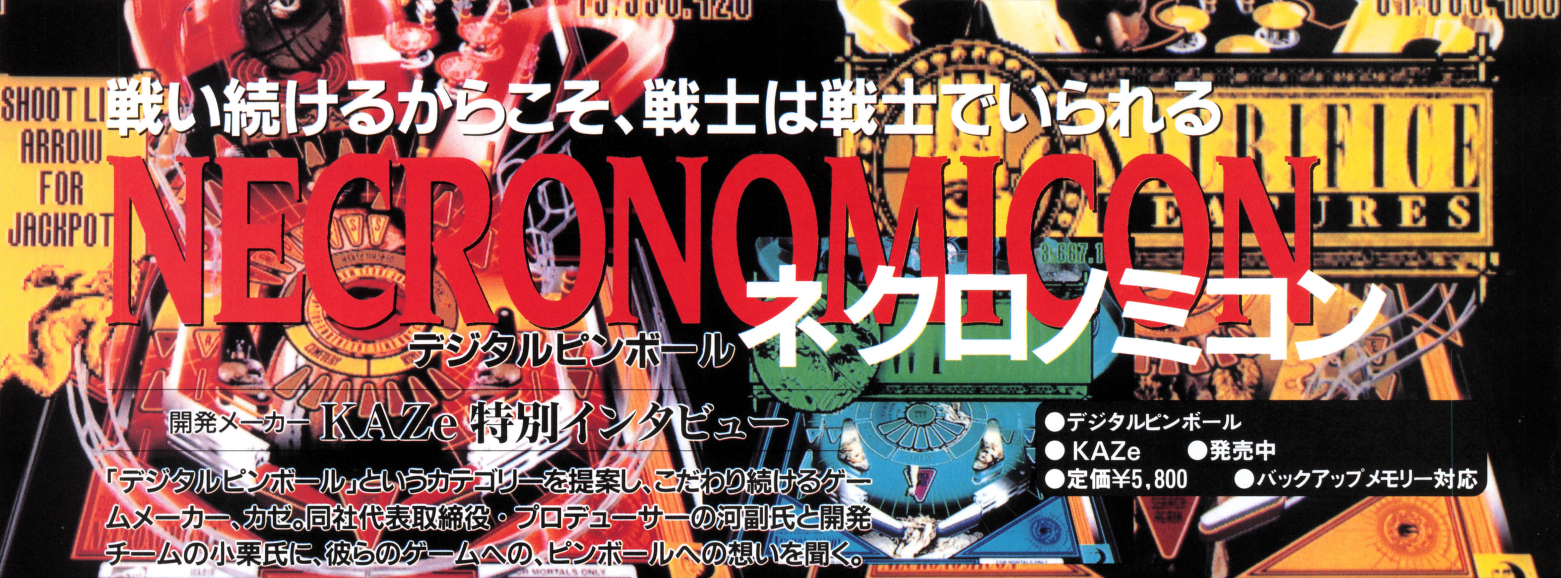 戦い続けるからこそ、戦士は戦士でいられる
NECRONOMICON
デジタルピンボール ネクロノミコン
開発メーカー KAZe 特別インタビュー
「デジタルピンボール」というカテゴリーを提案し、こだわり続けるゲー
ムメーカー、カゼ。同社代表取締役・プロデューサーの河副氏と開発
チームの小栗氏に、彼らのゲームへの、ピンボールへの想いを聞く。
●デジタルピンボール
●KAZe ●発売中
●定価¥5,800 ●バックアップメモリー対応
ARROW
FOR
JACKPOT
FOR MORTALS ONLY